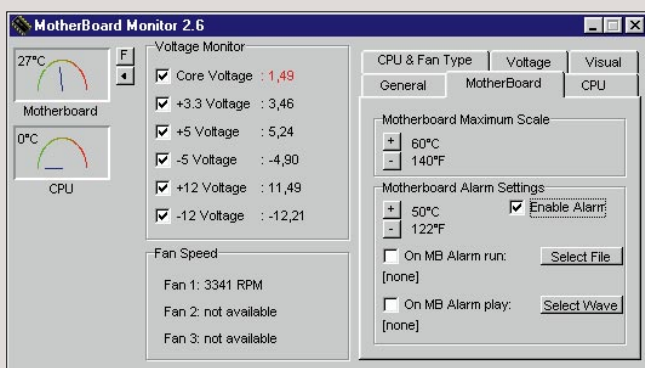 MotherBoard Monitor 2.6
27°C
F
Motherboard
0°C
CPU
Voltage Monitor
Core Voltage : 1,49
+3.3 Voltage : 3,46
+5 Voltage : 5,24
-5 Voltage : -4,90
+12 Voltage : 11,49
-12 Voltage : -12,21
Fan Speed
Fan 1: 3341 RPM
Fan 2: not available
Fan 3: not available
CPU & Fan Type Voltage Visual
General MotherBoard CPU
Motherboard Maximum Scale
+ 60°C
- 140°F
Motherboard Alarm Settings
+ 50°C Enable Alarm
- 122°F
On MB Alarm run: Select File
[none]
On MB Alarm play: Select Wave
[none]